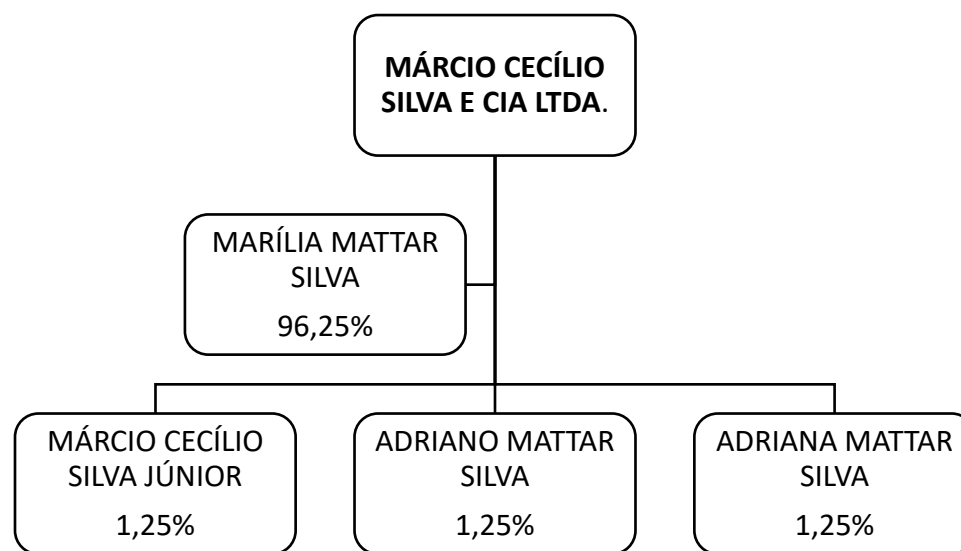 MÁRCIO CECÍLIO
SILVA E CIA LTDA.
MARÍLIA MATTAR
SILVA
96,25%
MÁRCIO CECÍLIO
SILVA JÚNIOR
1,25%
ADRIANO MATTAR
SILVA
1,25%
ADRIANA MATTAR
SILVA
1,25%